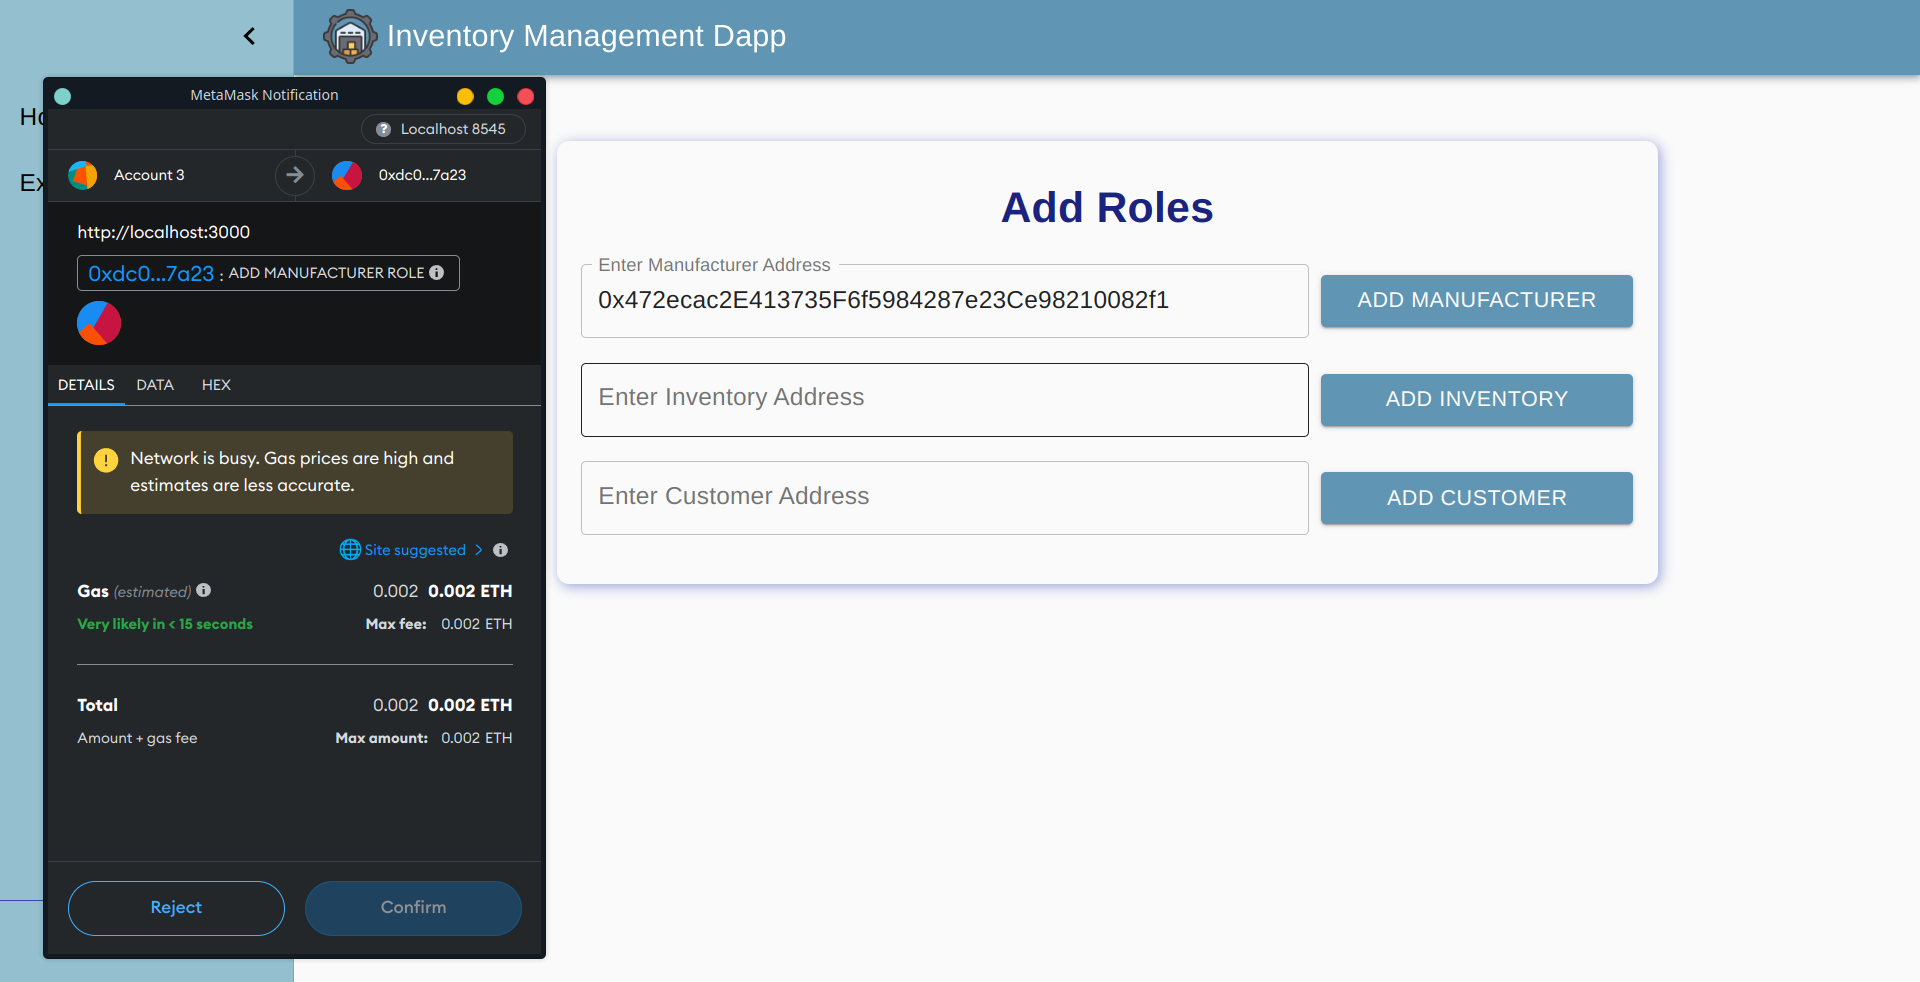 Inventory Management Dapp
MetaMask Notification
Localhost 8545
Account 3
0xdc0...7a23
http://localhost:3000
0xdc0...7a23 : ADD MANUFACTURER ROLE
DETAILS DATA HEX
Network is busy. Gas prices are high and
estimates are less accurate.
Site suggested >
Gas (estimated) 0.002 0.002 ETH
Very likely in < 15 seconds Max fee: 0.002 ETH
Total 0.002 0.002 ETH
Amount + gas fee Max amount: 0.002 ETH
Reject Confirm
Add Roles
Enter Manufacturer Address
0x472ecac2E413735F6f5984287e23Ce98210082f1
ADD MANUFACTURER
Enter Inventory Address
ADD INVENTORY
Enter Customer Address
ADD CUSTOMER